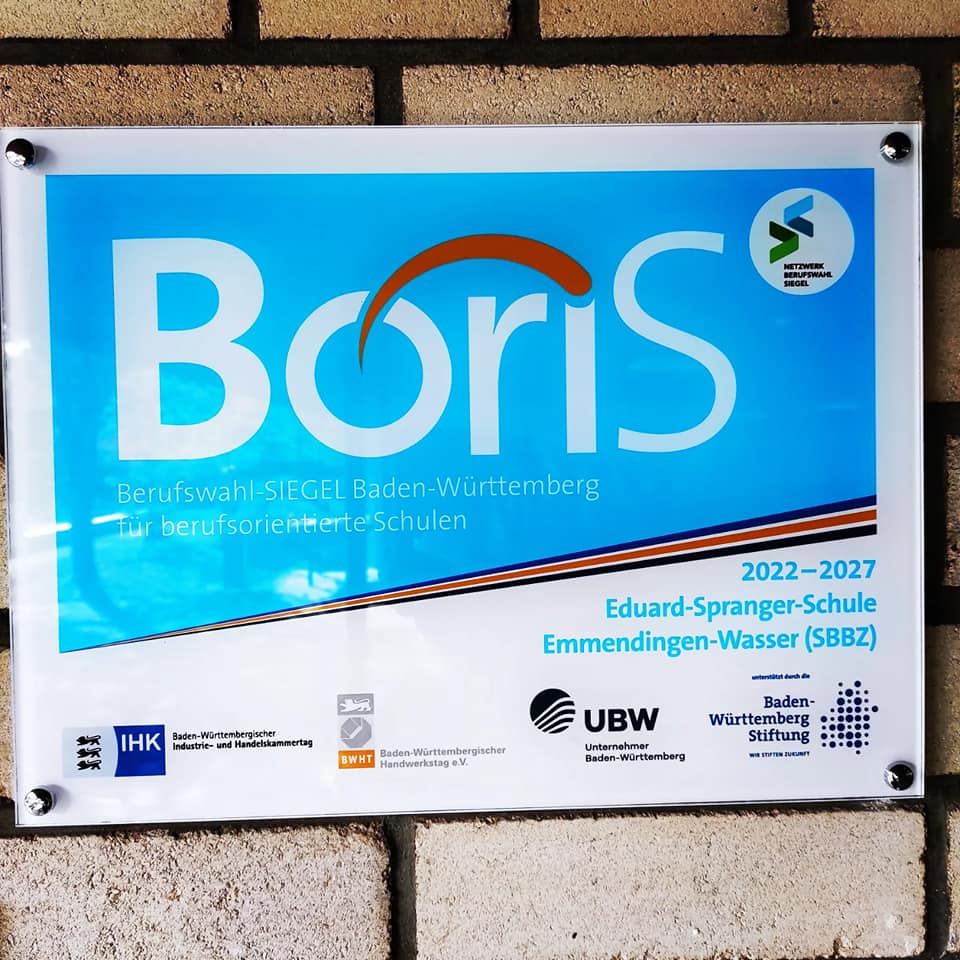 BoriS
NETZWERK
BERUFSWAHL
SIEGEL
Berufswahl-SIEGEL Baden-Württemberg
für berufsorientierte Schulen
2022–2027
Eduard-Spranger-Schule
Emmendingen-Wasser (SBBZ)
IHK
Baden-Württembergischer
Industrie- und Handelskammertag
BWHT
Baden-Württembergischer
Handwerkstag e.V.
UBW
Unternehmer
Baden-Württemberg
unterstützt durch die
Baden-
Württemberg
Stiftung
WIR STIFTEN ZUKUNFT